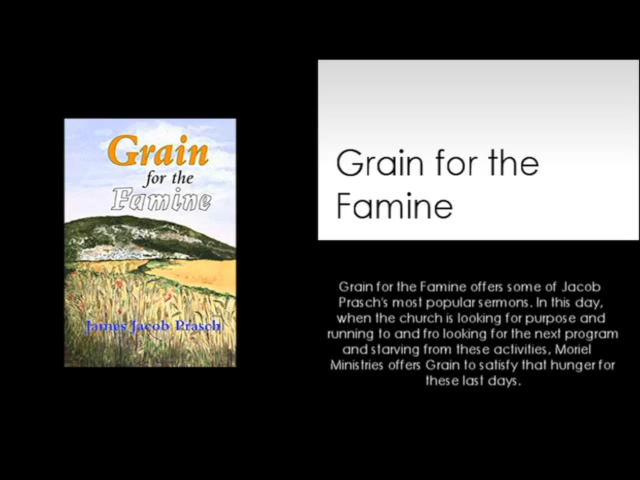 Grain
for the
Famine
James Jacob Prasch
Grain for the
Famine
Grain for the Famine offers some of Jacob
Prasch's most popular sermons. In this day,
when the church is looking for purpose and
running to and fro looking for the next program
and starving from these activities, Moriel
Ministries offers Grain to satisfy that hunger for
these last days.